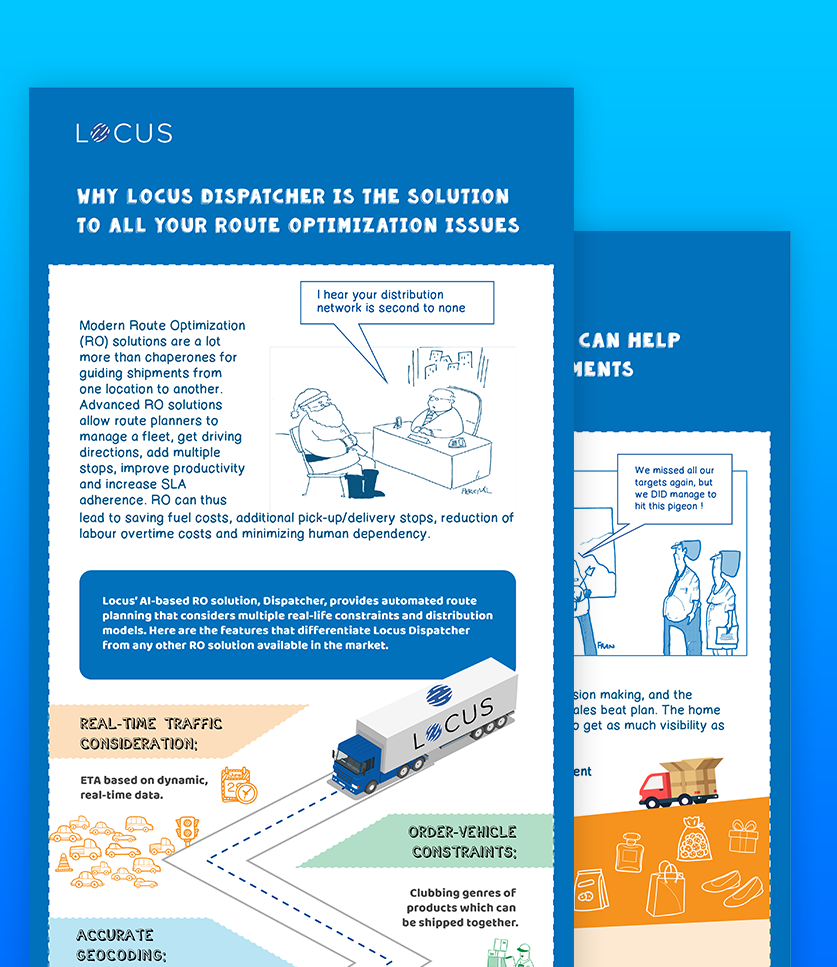 LOCUS
WHY LOCUS DISPATCHER IS THE SOLUTION
TO ALL YOUR ROUTE OPTIMIZATION ISSUES
I hear your distribution
network is second to none
Modern Route Optimization
(RO) solutions are a lot
more than chaperones for
guiding shipments from
one location to another.
Advanced RO solutions
allow route planners to
manage a fleet, get driving
directions, add multiple
stops, improve productivity
and increase SLA
adherence. RO can thus
lead to saving fuel costs, additional pick-up/delivery stops, reduction of
labour overtime costs and minimizing human dependency.
Locus' AI-based RO solution, Dispatcher, provides automated route
planning that considers multiple real-life constraints and distribution
models. Here are the features that differentiate Locus Dispatcher
from any other RO solution available in the market.
LOCUS
REAL-TIME TRAFFIC
CONSIDERATION:
ETA based on dynamic,
real-time data.
ORDER-VEHICLE
CONSTRAINTS:
Clubbing genres of
products which can
be shipped together.
ACCURATE
GEOCODING:
CAN HELP
MENTS
We missed all our
targets again, but
we DID manage to
hit this pigeon !
FRAN
sion making, and the
ales beat plan. The home
o get as much visibility as
ent